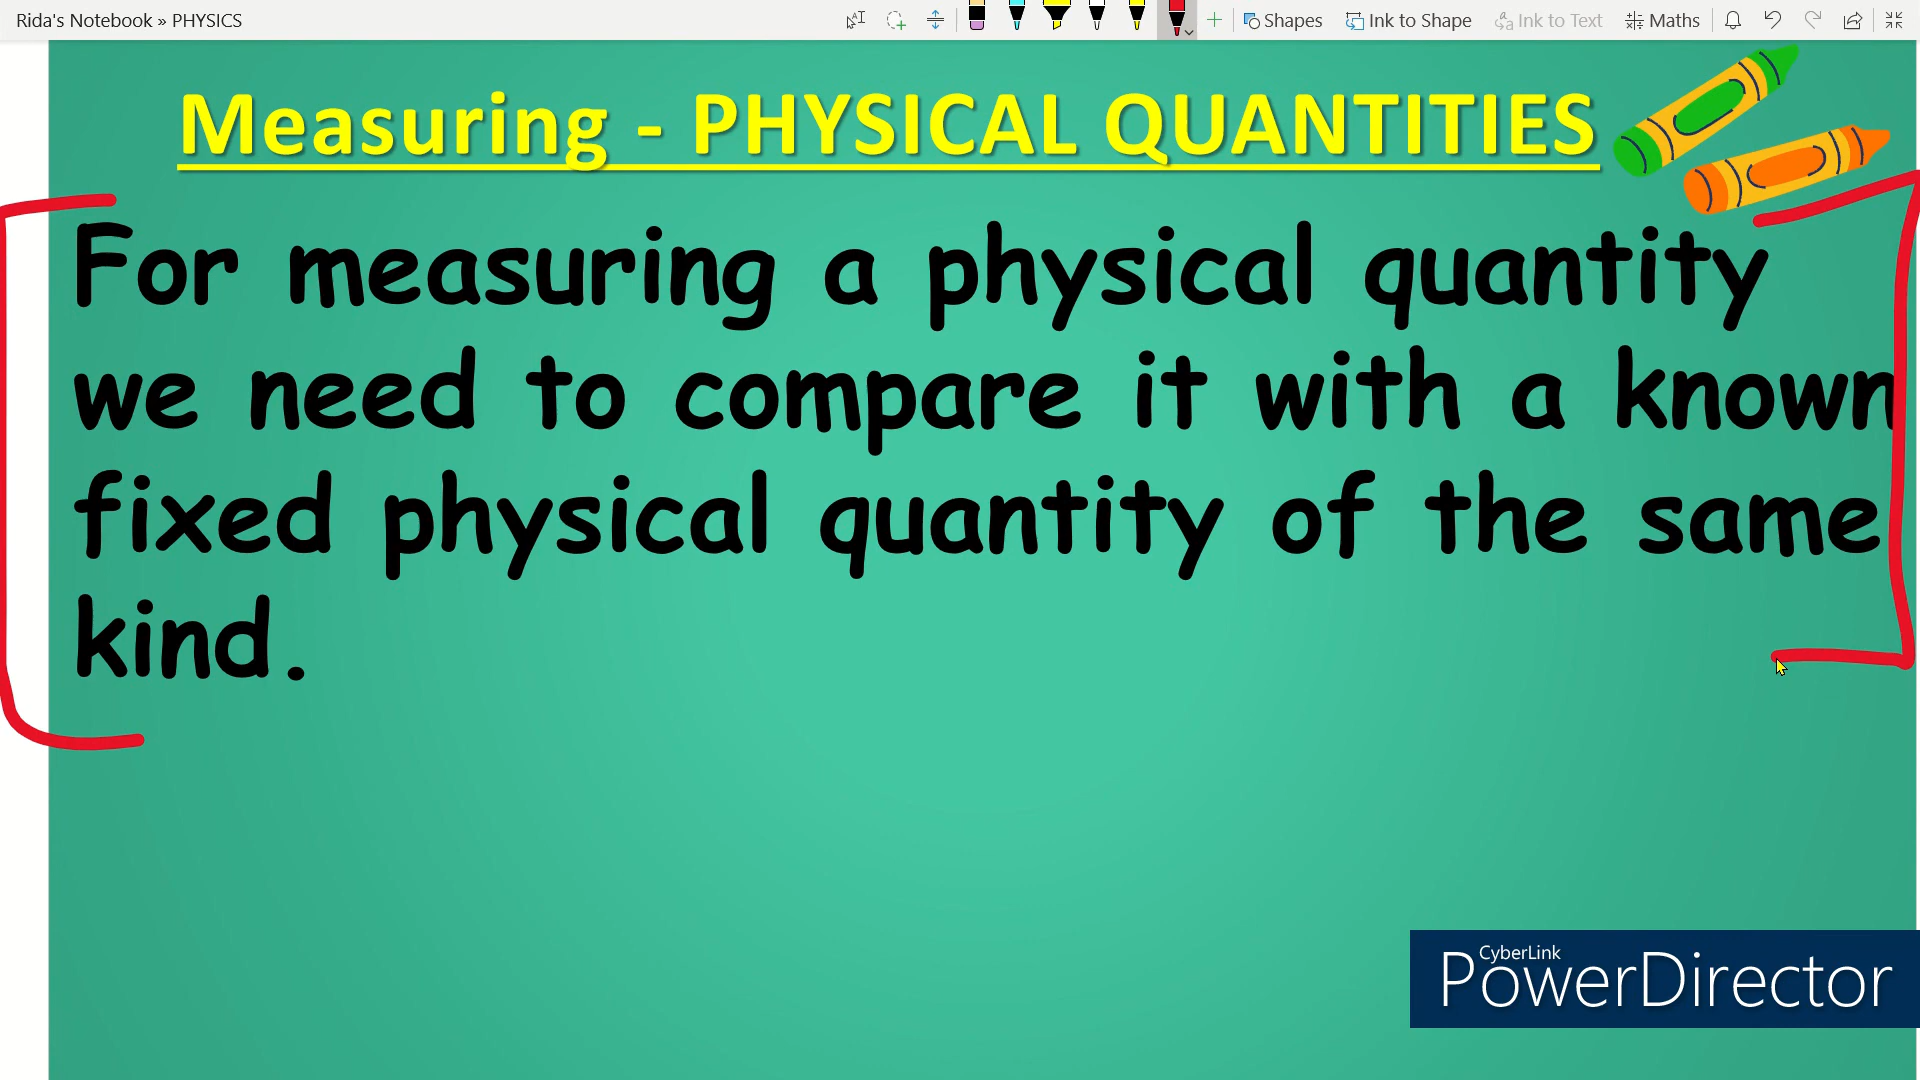 Rida's Notebook » PHYSICS
Shapes Ink to Shape Ink to Text Maths
Measuring - PHYSICAL QUANTITIES
For measuring a physical quantity
we need to compare it with a known
fixed physical quantity of the same
kind.
CyberLink
PowerDirector